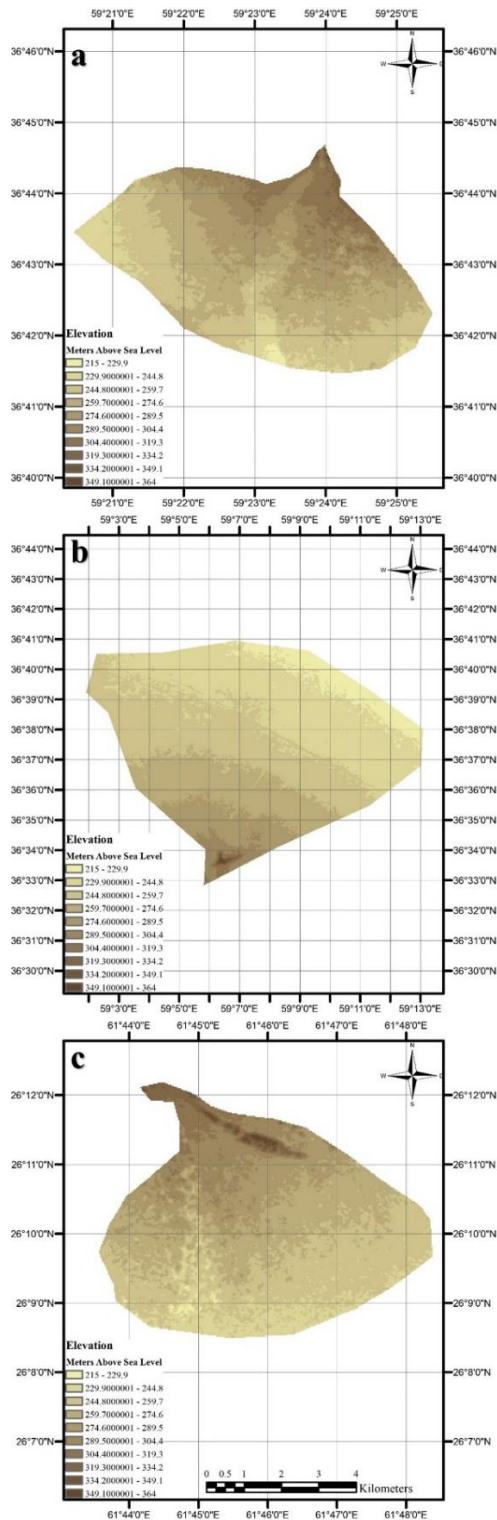 59°21'0"E 59°22'0"E 59°23'0"E 59°24'0"E 59°25'0"E
a
N
W
S
36°46'0"N 36°46'0"N
36°45'0"N 36°45'0"N
36°44'0"N 36°44'0"N
36°43'0"N 36°43'0"N
36°42'0"N 36°42'0"N
36°41'0"N 36°41'0"N
36°40'0"N 36°40'0"N
Elevation
Meters Above Sea Level
215 - 229.9
229.9000001 - 244.8
244.8000001 - 259.7
259.7000001 - 274.6
274.6000001 - 289.5
289.5000001 - 304.4
304.4000001 - 319.3
319.3000001 - 334.2
334.2000001 - 349.1
349.1000001 - 364
59°21'0"E 59°22'0"E 59°23'0"E 59°24'0"E 59°25'0"E
59°3'0"E 59°5'0"E 59°7'0"E 59°9'0"E 59°11'0"E 59°13'0"E
b
N
W
S
36°44'0"N 36°44'0"N
36°43'0"N 36°43'0"N
36°42'0"N 36°42'0"N
36°41'0"N 36°41'0"N
36°40'0"N 36°40'0"N
36°39'0"N 36°39'0"N
36°38'0"N 36°38'0"N
36°37'0"N 36°37'0"N
36°36'0"N 36°36'0"N
36°35'0"N 36°35'0"N
36°34'0"N 36°34'0"N
36°33'0"N 36°33'0"N
36°32'0"N 36°32'0"N
36°31'0"N 36°31'0"N
36°30'0"N 36°30'0"N
Elevation
Meters Above Sea Level
215 - 229.9
229.9000001 - 244.8
244.8000001 - 259.7
259.7000001 - 274.6
274.6000001 - 289.5
289.5000001 - 304.4
304.4000001 - 319.3
319.3000001 - 334.2
334.2000001 - 349.1
349.1000001 - 364
59°3'0"E 59°5'0"E 59°7'0"E 59°9'0"E 59°11'0"E 59°13'0"E
61°44'0"E 61°45'0"E 61°46'0"E 61°47'0"E 61°48'0"E
c
N
W
S
26°12'0"N 26°12'0"N
26°11'0"N 26°11'0"N
26°10'0"N 26°10'0"N
26°9'0"N 26°9'0"N
26°8'0"N 26°8'0"N
26°7'0"N 26°7'0"N
Elevation
Meters Above Sea Level
215 - 229.9
229.9000001 - 244.8
244.8000001 - 259.7
259.7000001 - 274.6
274.6000001 - 289.5
289.5000001 - 304.4
304.4000001 - 319.3
319.3000001 - 334.2
334.2000001 - 349.1
349.1000001 - 364
0 0.5 1 2 3 4
Kilometers
61°44'0"E 61°45'0"E 61°46'0"E 61°47'0"E 61°48'0"E